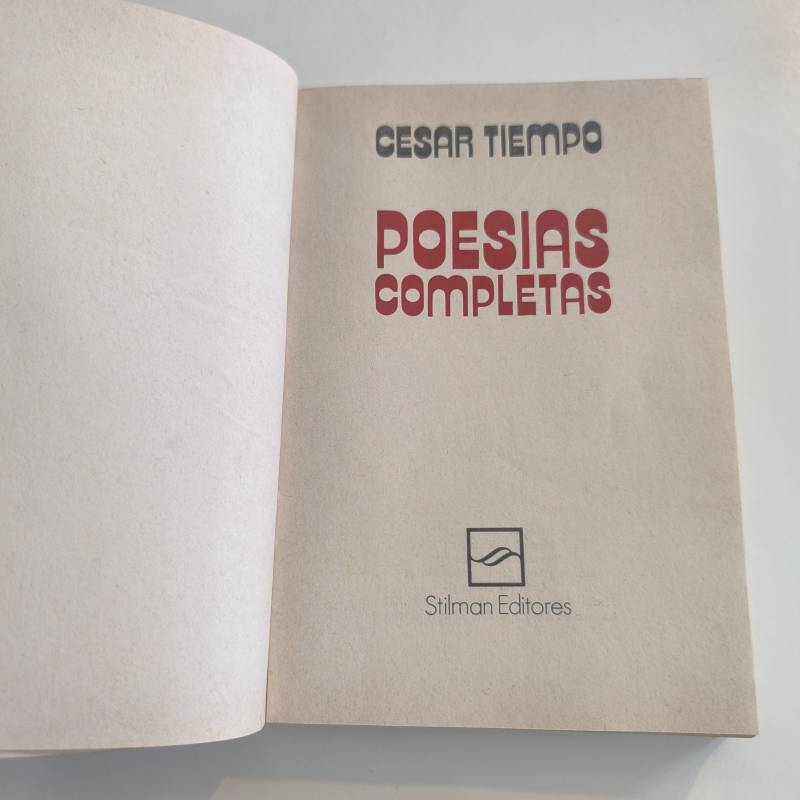 CESAR TIEMPO
POESIAS
COMPLETAS
Stilman Editores